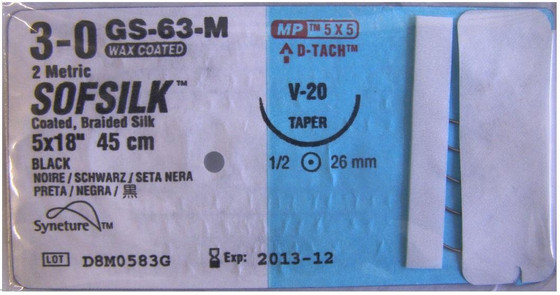 3-0 GS-63-M
WAX COATED
2 Metric
SOFSILK™
Coated, Braided Silk
5x18" 45 cm
BLACK
NOIRE / SCHWARZ / SETA NERA
PRETA / NEGRA / 黒
Syneture™
LOT D8M0583G
MP™ 5 X 5
D-TACH™
V-20
TAPER
1/2 26 mm
Exp: 2013-12